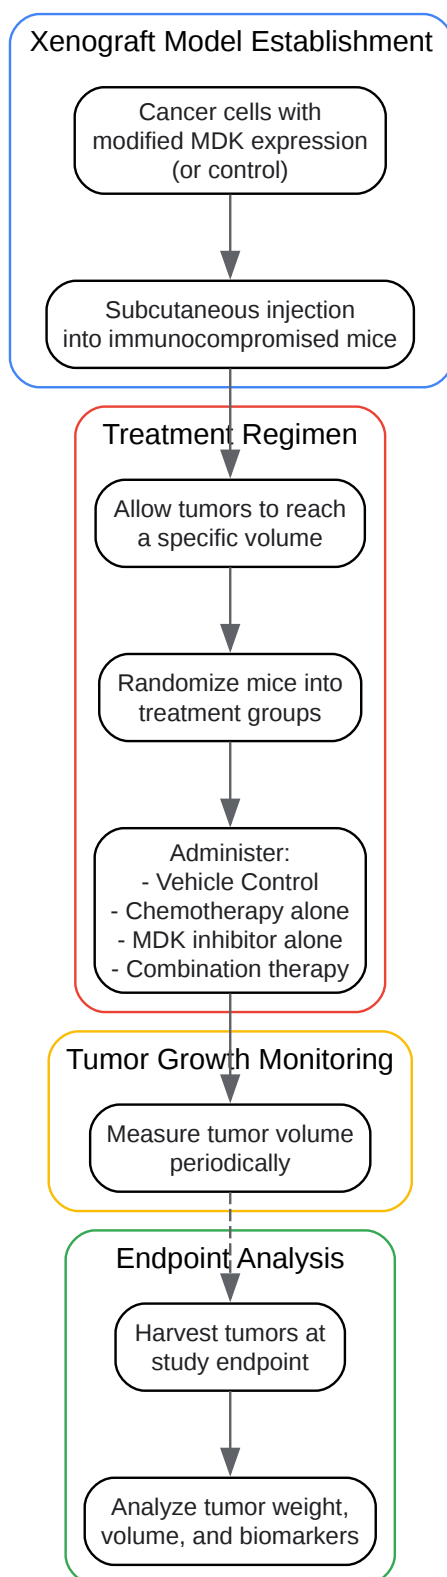 Xenograft Model Establishment
Cancer cells with
modified MDK expression
(or control)
Subcutaneous injection
into immunocompromised mice
Treatment Regimen
Allow tumors to reach
a specific volume
Randomize mice into
treatment groups
Administer:
- Vehicle Control
- Chemotherapy alone
- MDK inhibitor alone
- Combination therapy
Tumor Growth Monitoring
Measure tumor volume
periodically
Endpoint Analysis
Harvest tumors at
study endpoint
Analyze tumor weight,
volume, and biomarkers